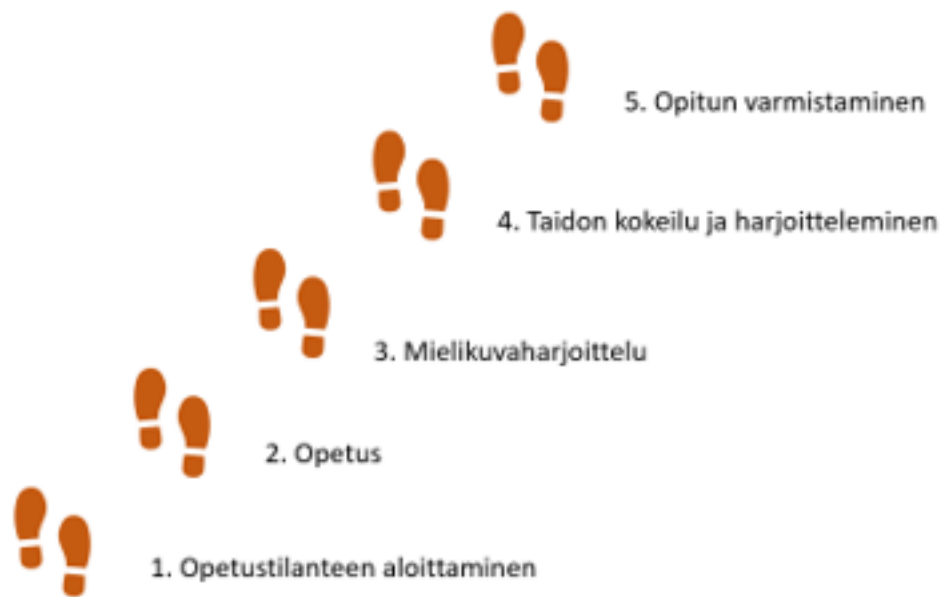 5. Opitun varmistaminen
4. Taidon kokeilu ja harjoitteleminen
3. Mielikuvaharjoittelu
2. Opetus
1. Opetustilanteen aloittaminen